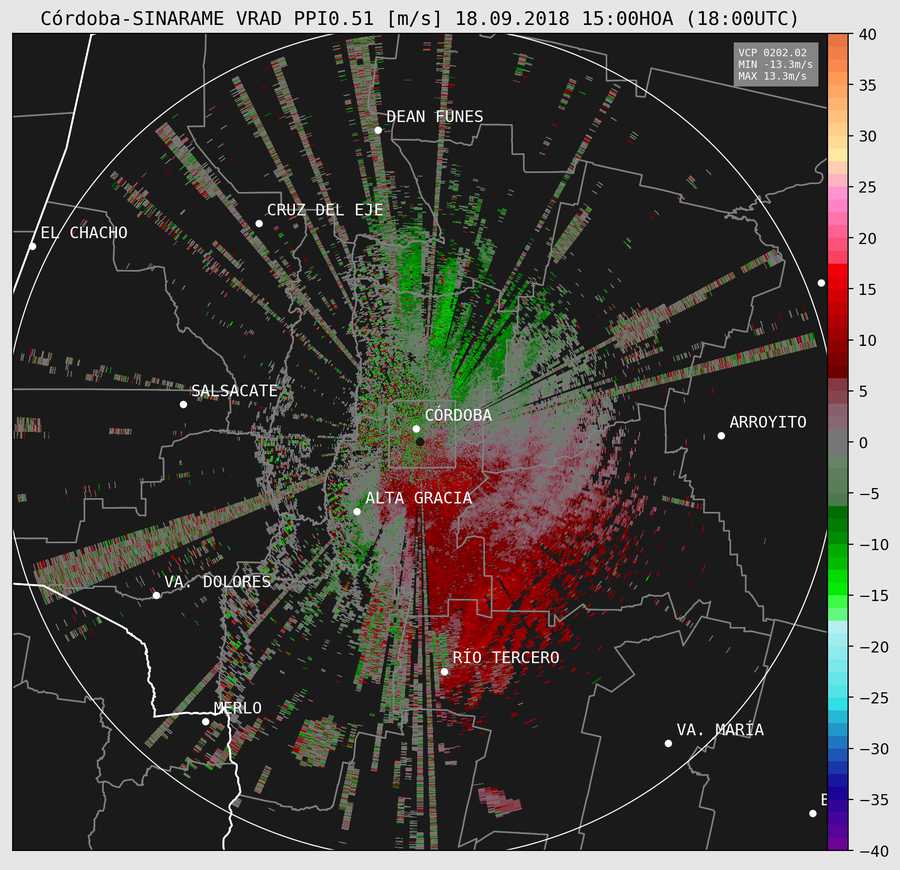 Córdoba-SINARAME VRAD PPI0.51 [m/s] 18.09.2018 15:00HOA (18:00UTC)
VCP 0202.02
MIN -13.3m/s
MAX 13.3m/s
DEAN FUNES
CRUZ DEL EJE
EL CHACHO
SALSACATE
CÓRDOBA
ARROYITO
ALTA GRACIA
VA. DOLORES
RÍO TERCERO
MERLO
VA. MARÍA
40
35
30
25
20
15
10
5
0
−5
−10
−15
−20
−25
−30
−35
−40